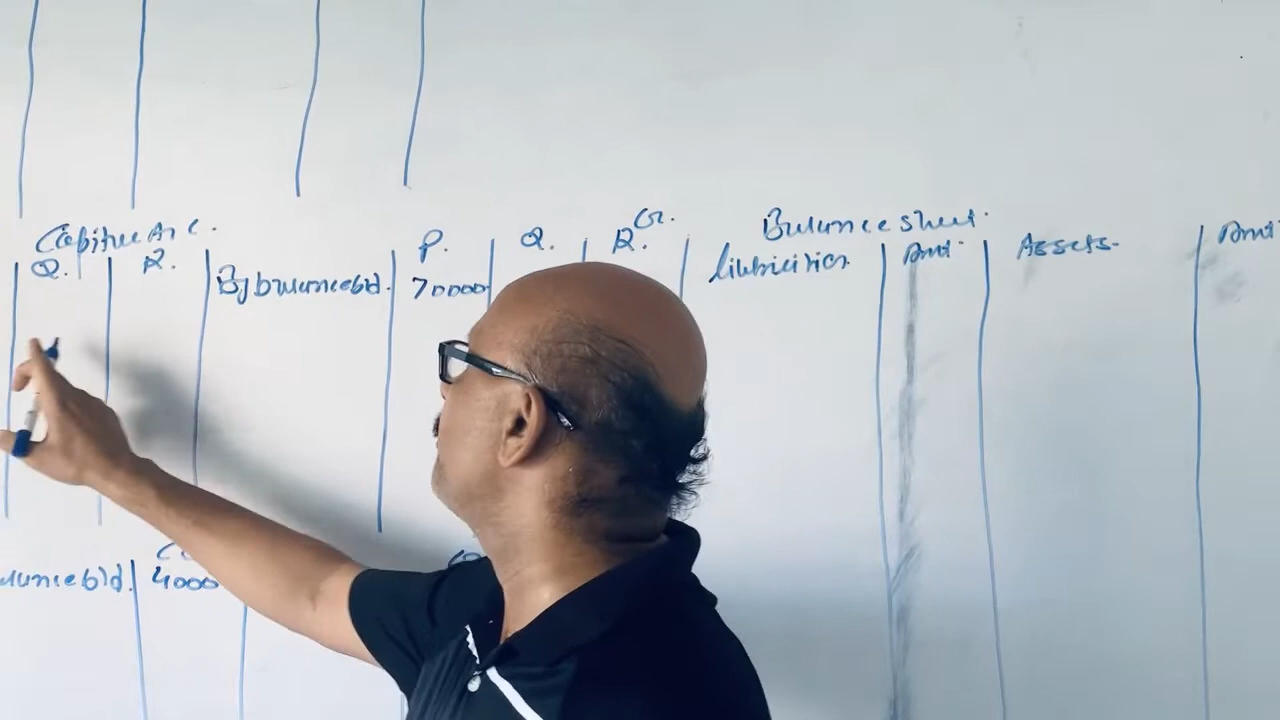 Capital A/c.
Q. R. P. Q. R. Cr.
By balance b/d. 70000
Balance Sheet.
Liabilities Amt. Assets. Amt
balance b/d. 4000